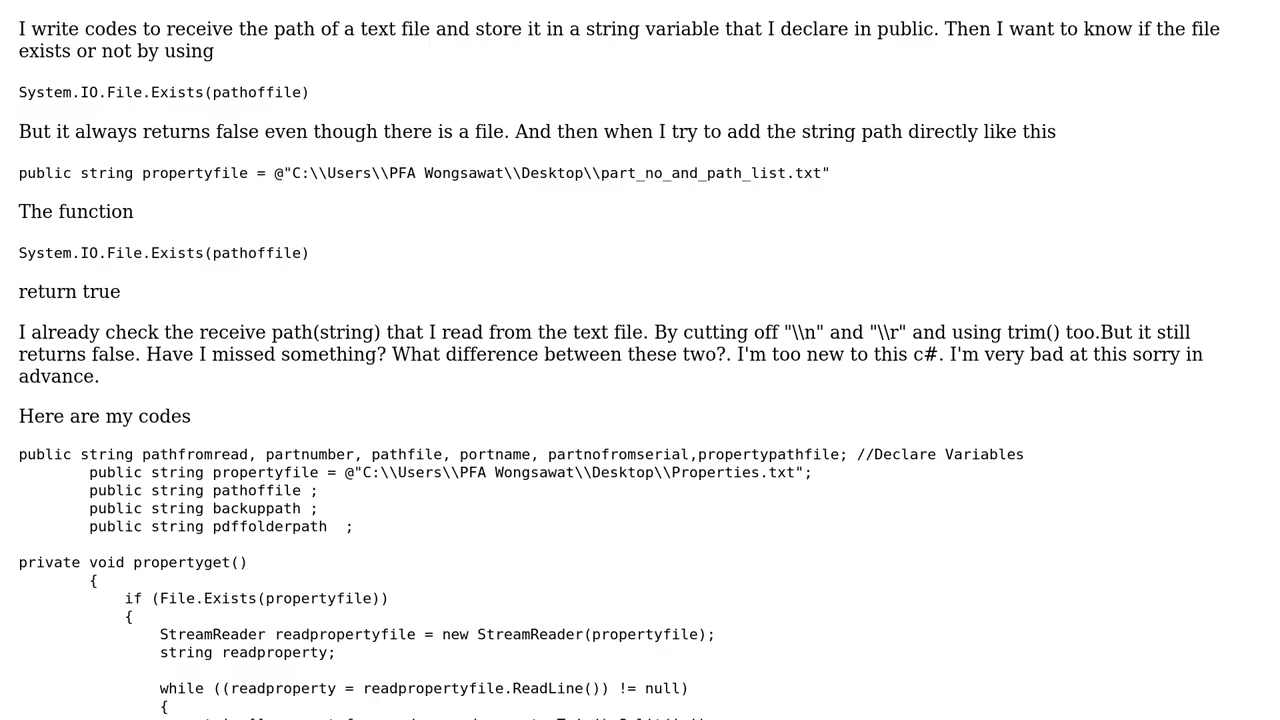 I write codes to receive the path of a text file and store it in a string variable that I declare in public. Then I want to know if the file
exists or not by using
System.IO.File.Exists(pathoffile)
But it always returns false even though there is a file. And then when I try to add the string path directly like this
public string propertyfile = @"C:\\Users\\PFA Wongsawat\\Desktop\\part_no_and_path_list.txt"
The function
System.IO.File.Exists(pathoffile)
return true
I already check the receive path(string) that I read from the text file. By cutting off "\\n" and "\\r" and using trim() too.But it still
returns false. Have I missed something? What difference between these two?. I'm too new to this c#. I'm very bad at this sorry in
advance.
Here are my codes
public string pathfromread, partnumber, pathfile, portname, partnofromserial,propertypathfile; //Declare Variables
        public string propertyfile = @"C:\\Users\\PFA Wongsawat\\Desktop\\Properties.txt";
        public string pathoffile ;
        public string backuppath ;
        public string pdffolderpath  ;
private void propertyget()
        {
            if (File.Exists(propertyfile))
            {
                StreamReader readpropertyfile = new StreamReader(propertyfile);
                string readproperty;
                while ((readproperty = readpropertyfile.ReadLine()) != null)
                {